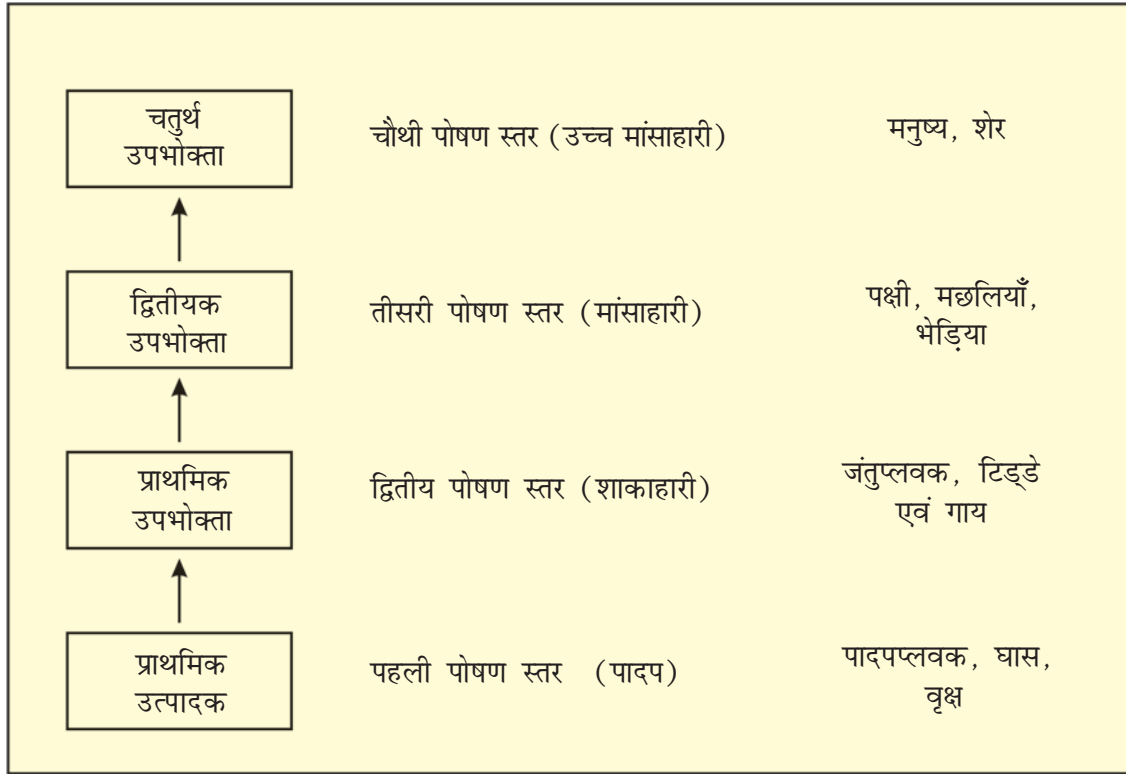 चतुर्थ
उपभोक्ता
चौथी पोषण स्तर (उच्च मांसाहारी)
मनुष्य, शेर
द्वितीयक
उपभोक्ता
तीसरी पोषण स्तर (मांसाहारी)
पक्षी, मछलियाँ,
भेड़िया
प्राथमिक
उपभोक्ता
द्वितीय पोषण स्तर (शाकाहारी)
जंतुप्लवक, टिड्डे
एवं गाय
प्राथमिक
उत्पादक
पहली पोषण स्तर (पादप)
पादपप्लवक, घास,
वृक्ष